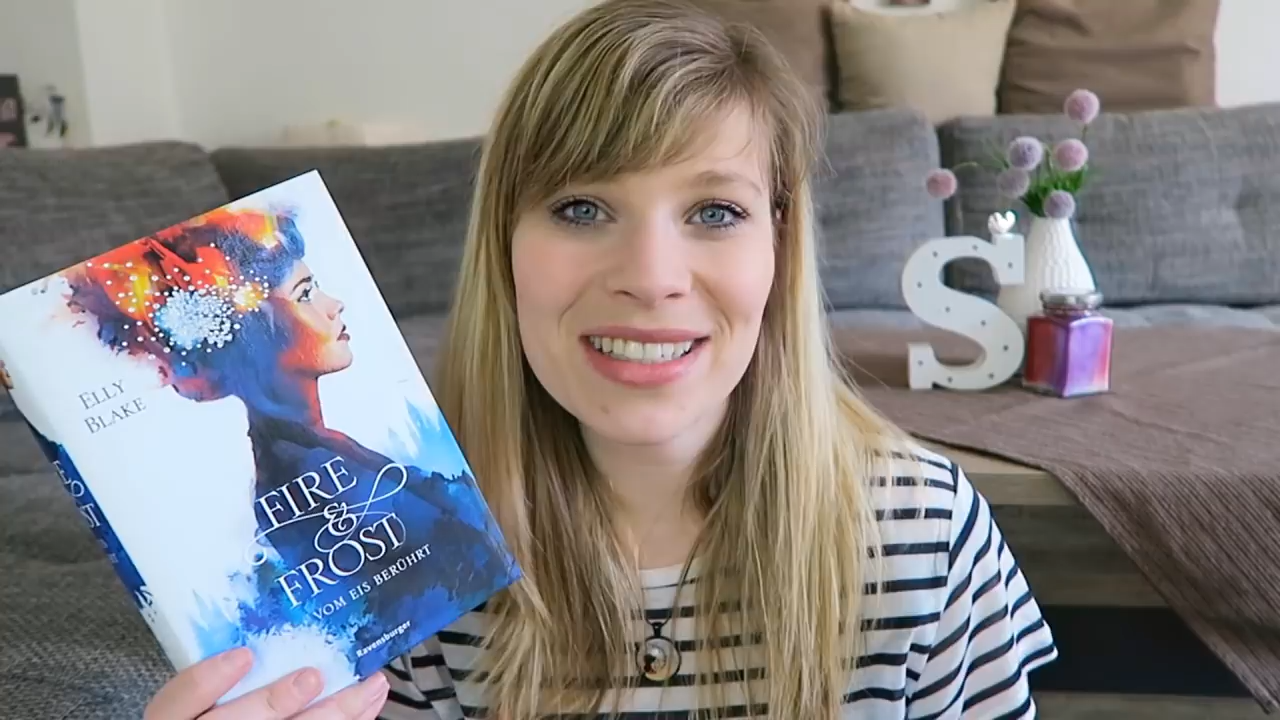 ELLY
BLAKE
FIRE
&
FROST
VOM EIS BERÜHRT
Ravensburger
S